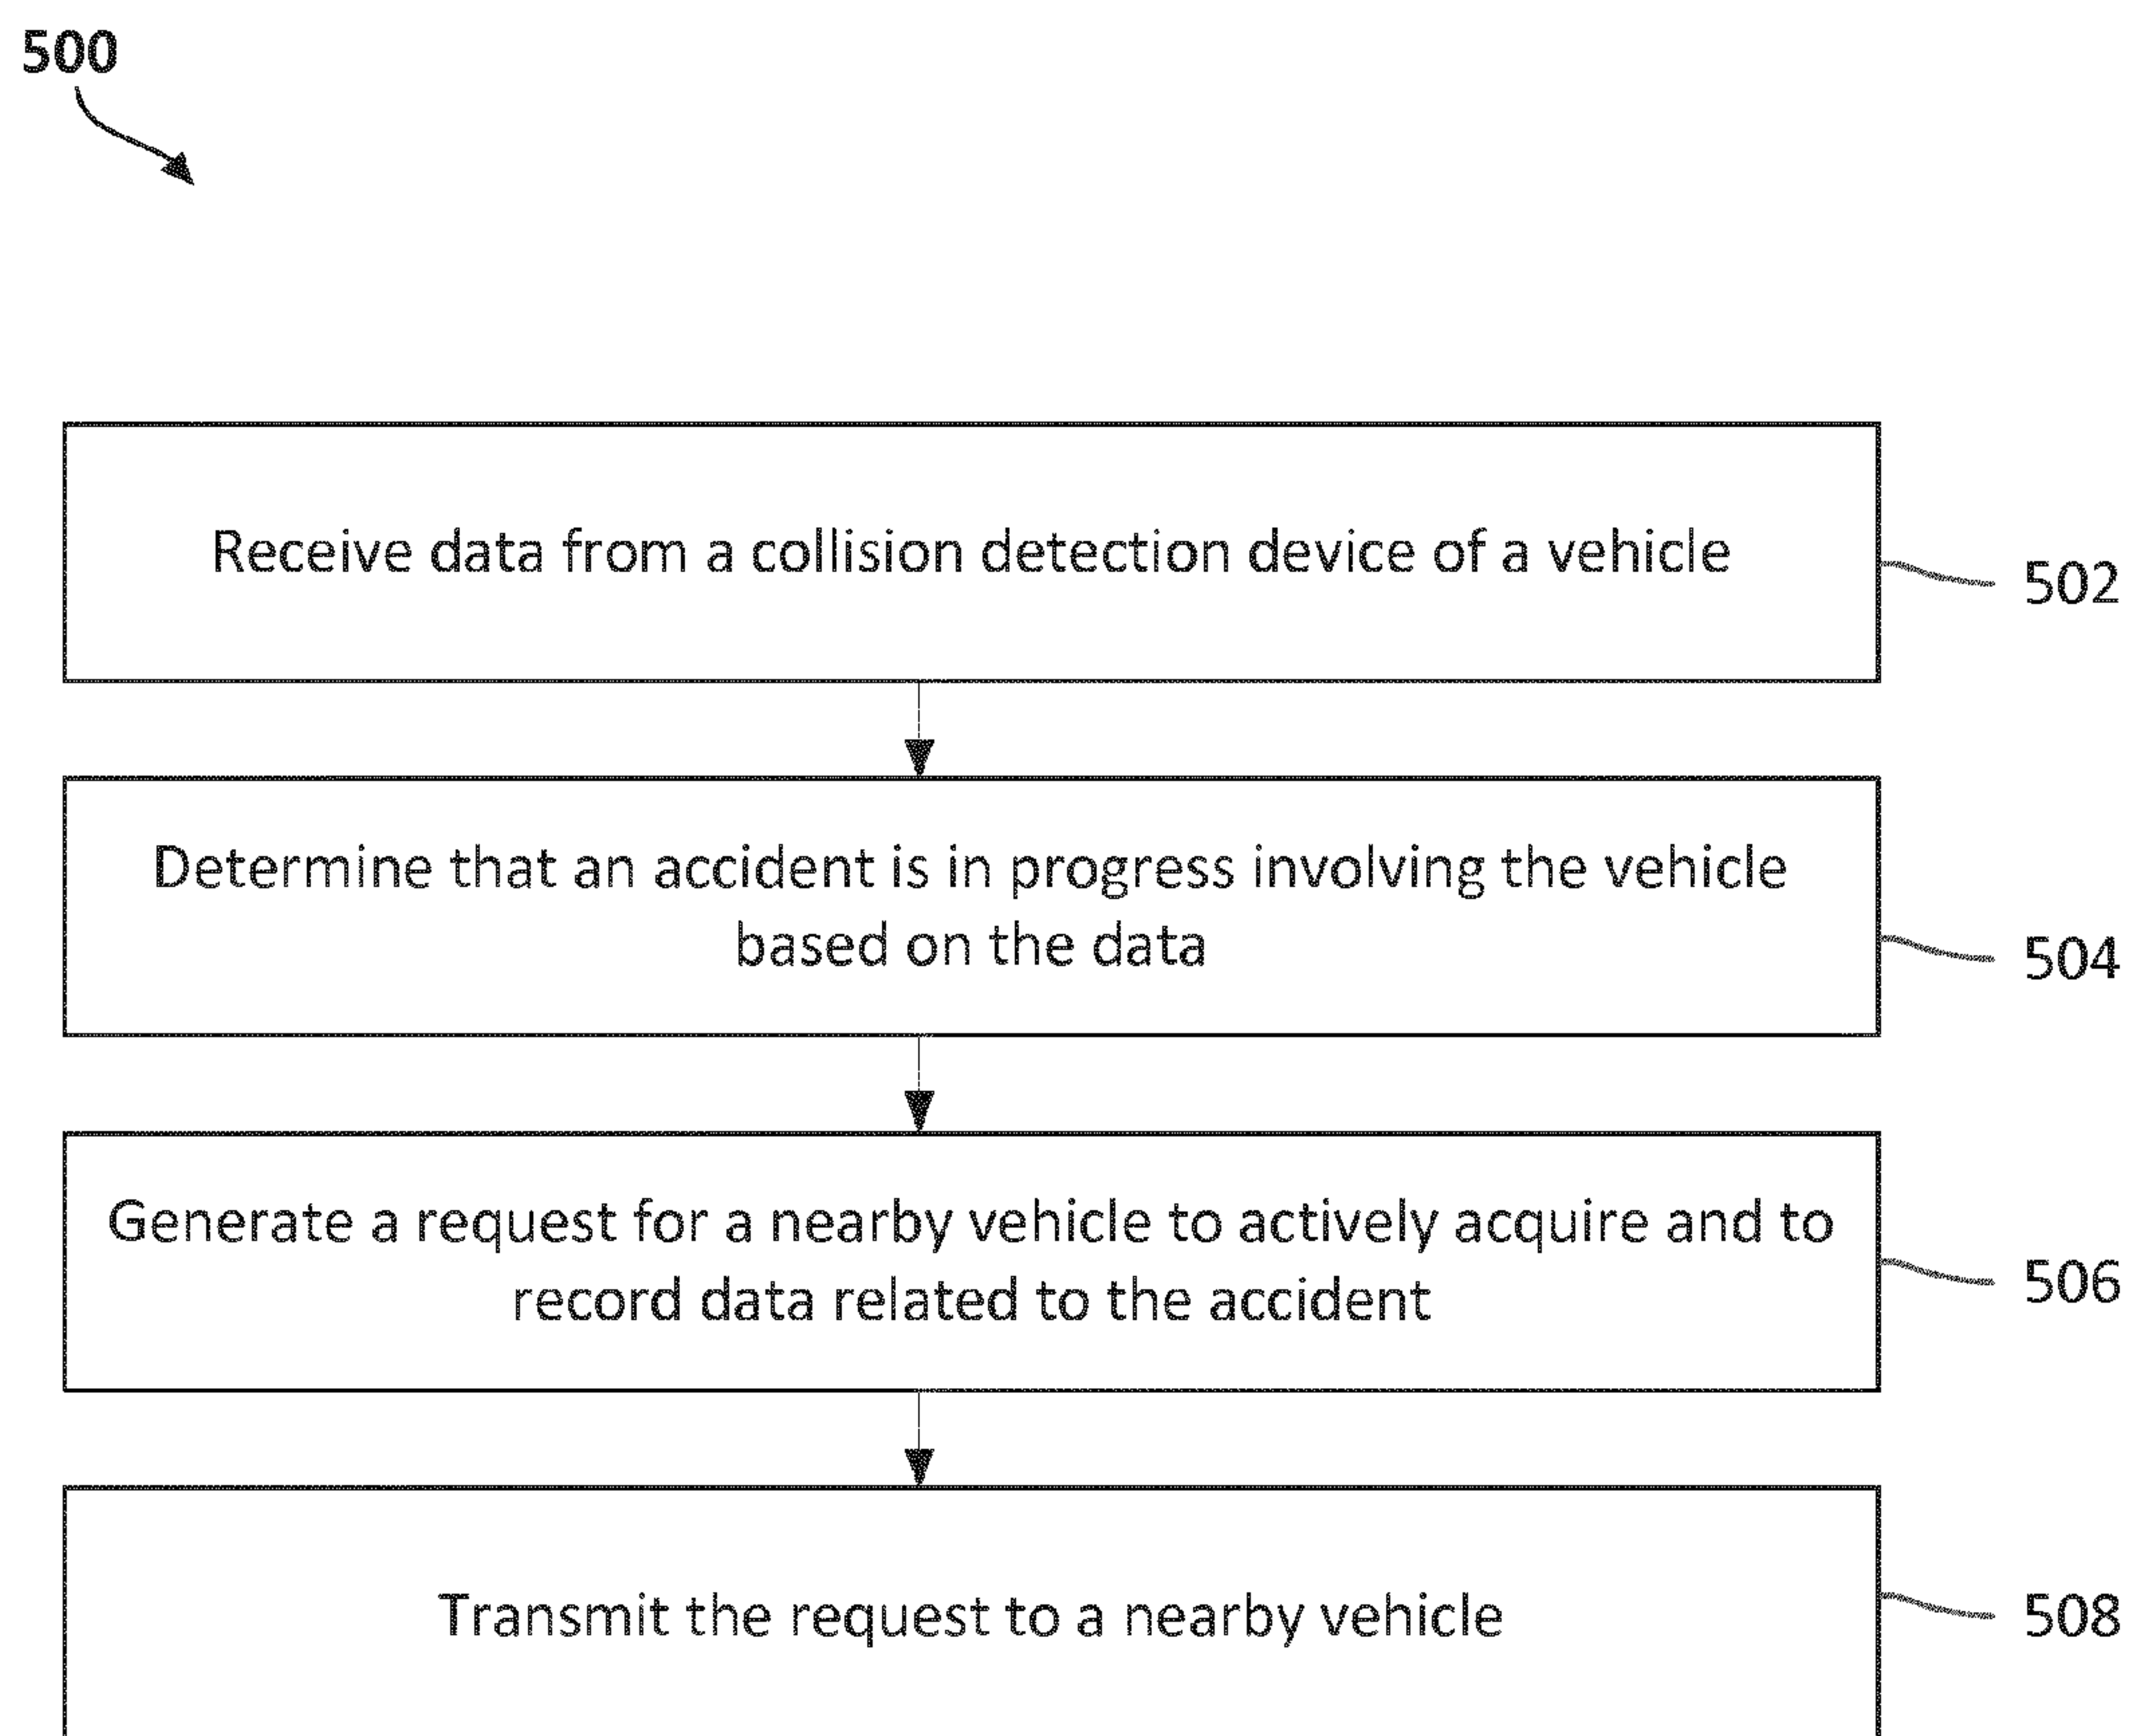 500
Receive data from a collision detection device of a vehicle
502
Determine that an accident is in progress involving the vehicle
based on the data
504
Generate a request for a nearby vehicle to actively acquire and to
record data related to the accident
506
Transmit the request to a nearby vehicle
508